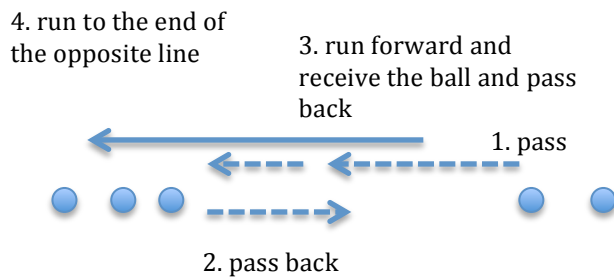 4. run to the end of
the opposite line
3. run forward and
receive the ball and pass
back
1. pass
2. pass back